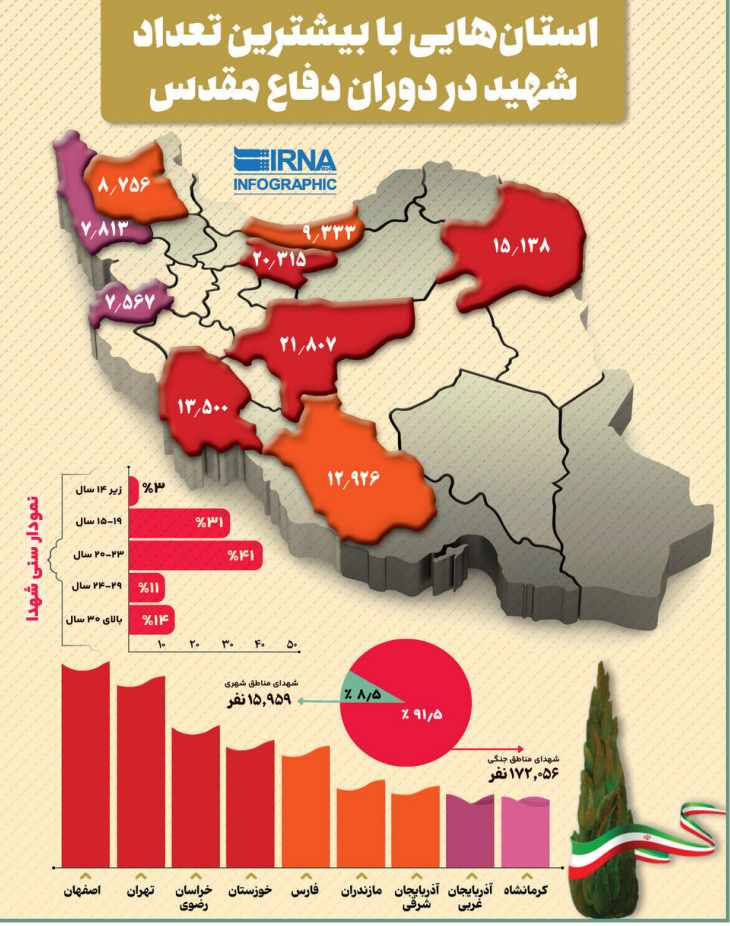 استان‌هایی با بیشترین تعداد
شهید در دوران دفاع مقدس
IRNA
INFOGRAPHIC
۸٫۷۵۶
۷٫۸۱۳
۹٫۳۳۳
۲۰٫۳۱۵
۱۵٫۱۳۸
۷٫۵۶۷
۲۱٫۸۰۷
۱۳٫۵۰۰
۱۲٫۹۲۶
نمودار سنی شهدا
زیر ۱۴ سال
%۳
۱۵-۱۹ سال
%۳۱
۲۰-۲۳ سال
%۴۱
۲۴-۲۹ سال
%۱۱
بالای ۳۰ سال
%۱۴
۱۰ ۲۰ ۳۰ ۴۰ ۵۰
شهدای مناطق شهری
۱۵,۹۵۹ نفر
% ۸٫۵
% ۹۱٫۵
شهدای مناطق جنگی
۱۷۲,۰۵۶ نفر
اصفهان
تهران
خراسان
رضوی
خوزستان
فارس
مازندران
آذربایجان
شرقی
آذربایجان
غربی
کرمانشاه